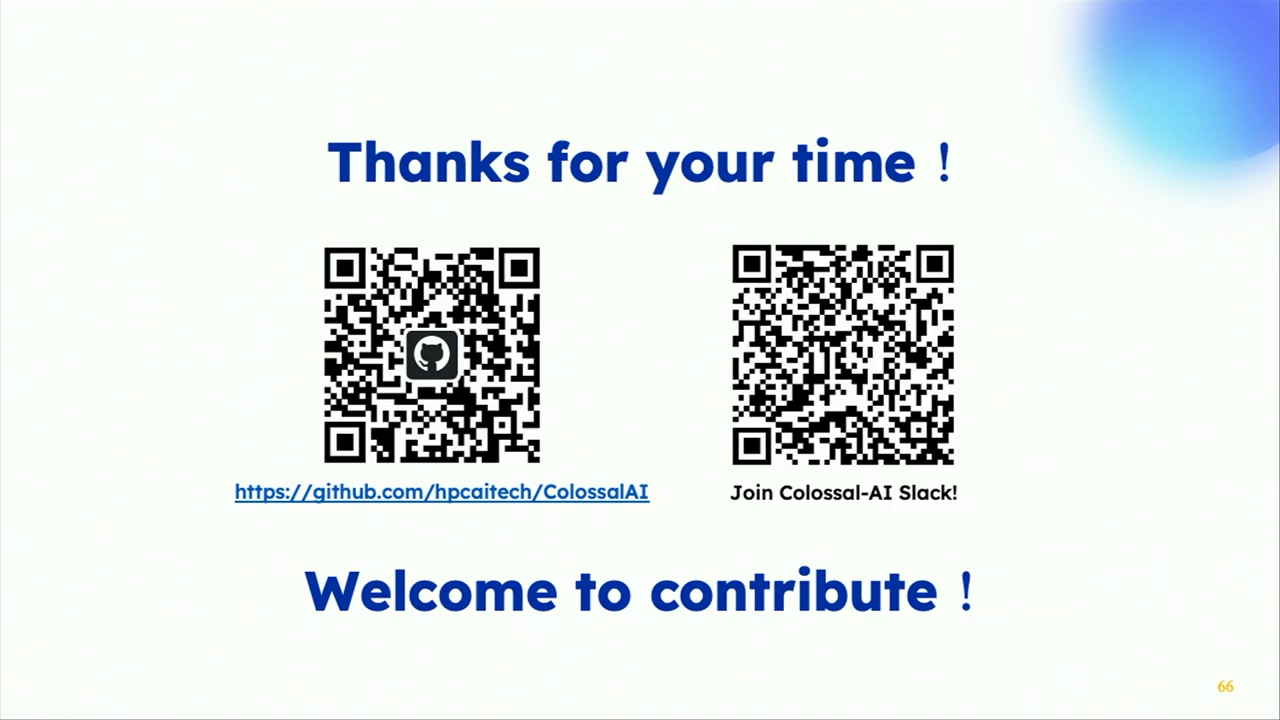 Thanks for your time !
https://github.com/hpcaitech/ColossalAI
Join Colossal-AI Slack!
Welcome to contribute !
66